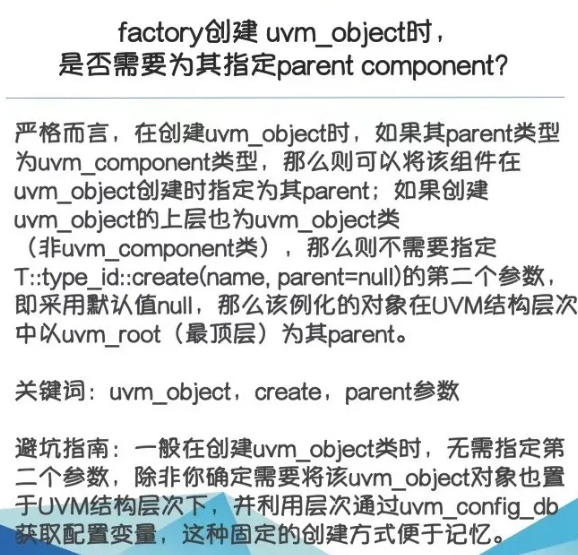 factory创建 uvm_object时，
是否需要为其指定parent component?
严格而言，在创建uvm_object时，如果其parent类型
为uvm_component类型，那么则可以将该组件在
uvm_object创建时指定为其parent；如果创建
uvm_object的上层也为uvm_object类
（非uvm_component类），那么则不需要指定
T::type_id::create(name, parent=null)的第二个参数，
即采用默认值null，那么该例化的对象在UVM结构层次
中以uvm_root（最顶层）为其parent。
关键词：uvm_object，create，parent参数
避坑指南：一般在创建uvm_object类时，无需指定第
二个参数，除非你确定需要将该uvm_object对象也置
于UVM结构层次下，并利用层次通过uvm_config_db
获取配置变量，这种固定的创建方式便于记忆。